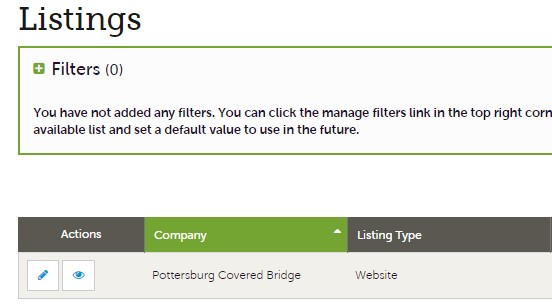 Listings
Filters (0)
You have not added any filters. You can click the manage filters link in the top right
available list and set a default value to use in the future.
Actions Company Listing Type
Pottersburg Covered Bridge Website